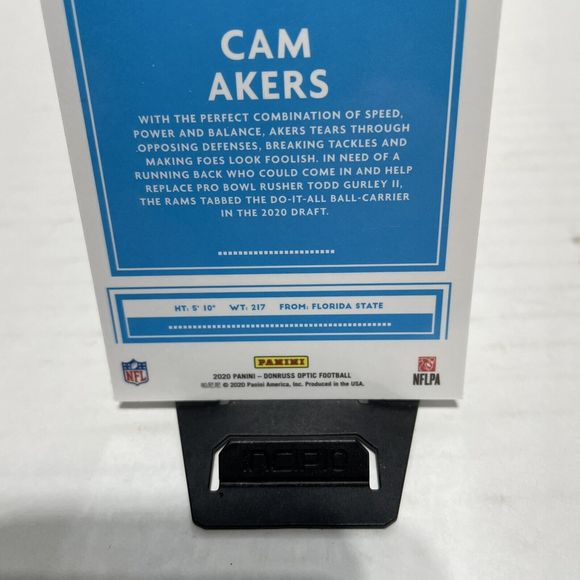 CAM
AKERS
WITH THE PERFECT COMBINATION OF SPEED,
POWER AND BALANCE, AKERS TEARS THROUGH
OPPOSING DEFENSES, BREAKING TACKLES AND
MAKING FOES LOOK FOOLISH. IN NEED OF A
RUNNING BACK WHO COULD COME IN AND HELP
REPLACE PRO BOWL RUSHER TODD GURLEY II,
THE RAMS TABBED THE DO-IT-ALL BALL-CARRIER
IN THE 2020 DRAFT.
HT: 5' 10" WT: 217 FROM: FLORIDA STATE
NFL
PANINI
2020 PANINI – DONRUSS OPTIC FOOTBALL
© 2020 Panini America, Inc. Produced in the USA.
NFLPA